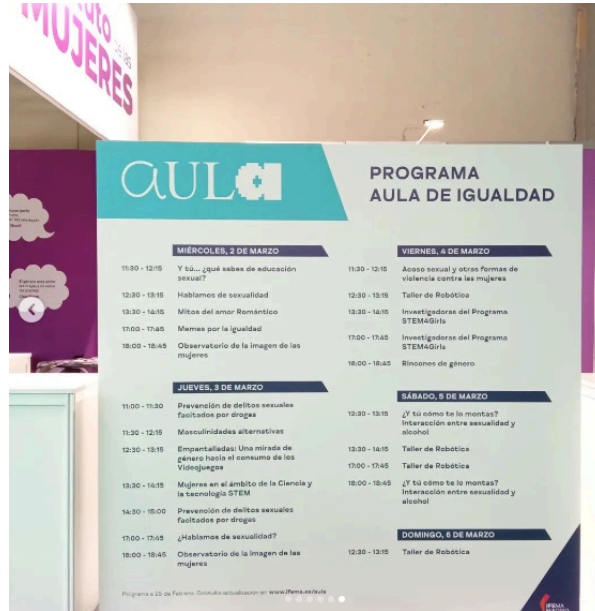 MUJERES
AULA
PROGRAMA
AULA DE IGUALDAD
MIÉRCOLES, 2 DE MARZO
11:30 - 12:15 Y tú... ¿qué sabes de educación
sexual?
12:30 - 13:15 Hablamos de sexualidad
13:30 - 14:15 Mitos del amor Romántico
17:00 - 17:45 Memes por la igualdad
18:00 - 18:45 Observatorio de la imagen de las
mujeres
JUEVES, 3 DE MARZO
11:00 - 11:30 Prevención de delitos sexuales
facitados por drogas
11:30 - 12:15 Masculinidades alternativas
12:30 - 13:15 Empantalladas: Una mirada de
género hacia el consumo de los
Videojuegos
13:30 - 14:15 Mujeres en el ámbito de la Ciencia y
la tecnología STEM
14:30 - 15:00 Prevención de delitos sexuales
facitados por drogas
17:00 - 17:45 ¿Hablamos de sexualidad?
18:00 - 18:45 Observatorio de la imagen de las
mujeres
VIERNES, 4 DE MARZO
11:30 - 12:15 Acoso sexual y otras formas de
violencia contra las mujeres
12:30 - 13:15 Taller de Robótica
13:30 - 14:15 Investigadoras del Programa
STEM4Girls
17:00 - 17:45 Investigadoras del Programa
STEM4Girls
18:00 - 18:45 Rincones de género
SÁBADO, 5 DE MARZO
12:30 - 13:15 ¿Y tú cómo te lo montas?
Interacción entre sexualidad y
alcohol
13:30 - 14:15 Taller de Robótica
17:00 - 17:45 Taller de Robótica
18:00 - 18:45 ¿Y tú cómo te lo montas?
Interacción entre sexualidad y
alcohol
DOMINGO, 6 DE MARZO
12:30 - 13:15 Taller de Robótica
Programa a 25 de Febrero. Consulta actualización en www.ifema.es/aula
IFEMA
MADRID